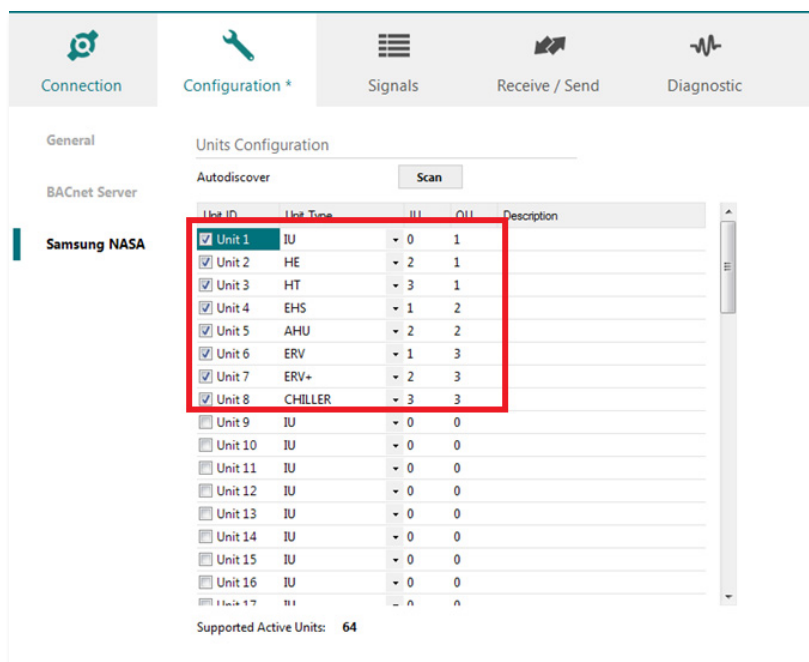 Connection Configuration * Signals Receive / Send Diagnostic
General
Units Configuration
Autodiscover Scan
BACnet Server
Unit ID Unit Type IU OU Description
Samsung NASA
Unit 1 IU 0 1
Unit 2 HE 2 1
Unit 3 HT 3 1
Unit 4 EHS 1 2
Unit 5 AHU 2 2
Unit 6 ERV 1 3
Unit 7 ERV+ 2 3
Unit 8 CHILLER 3 3
Unit 9 IU 0 0
Unit 10 IU 0 0
Unit 11 IU 0 0
Unit 12 IU 0 0
Unit 13 IU 0 0
Unit 14 IU 0 0
Unit 15 IU 0 0
Unit 16 IU 0 0
Unit 17 IU 0 0
Supported Active Units: 64